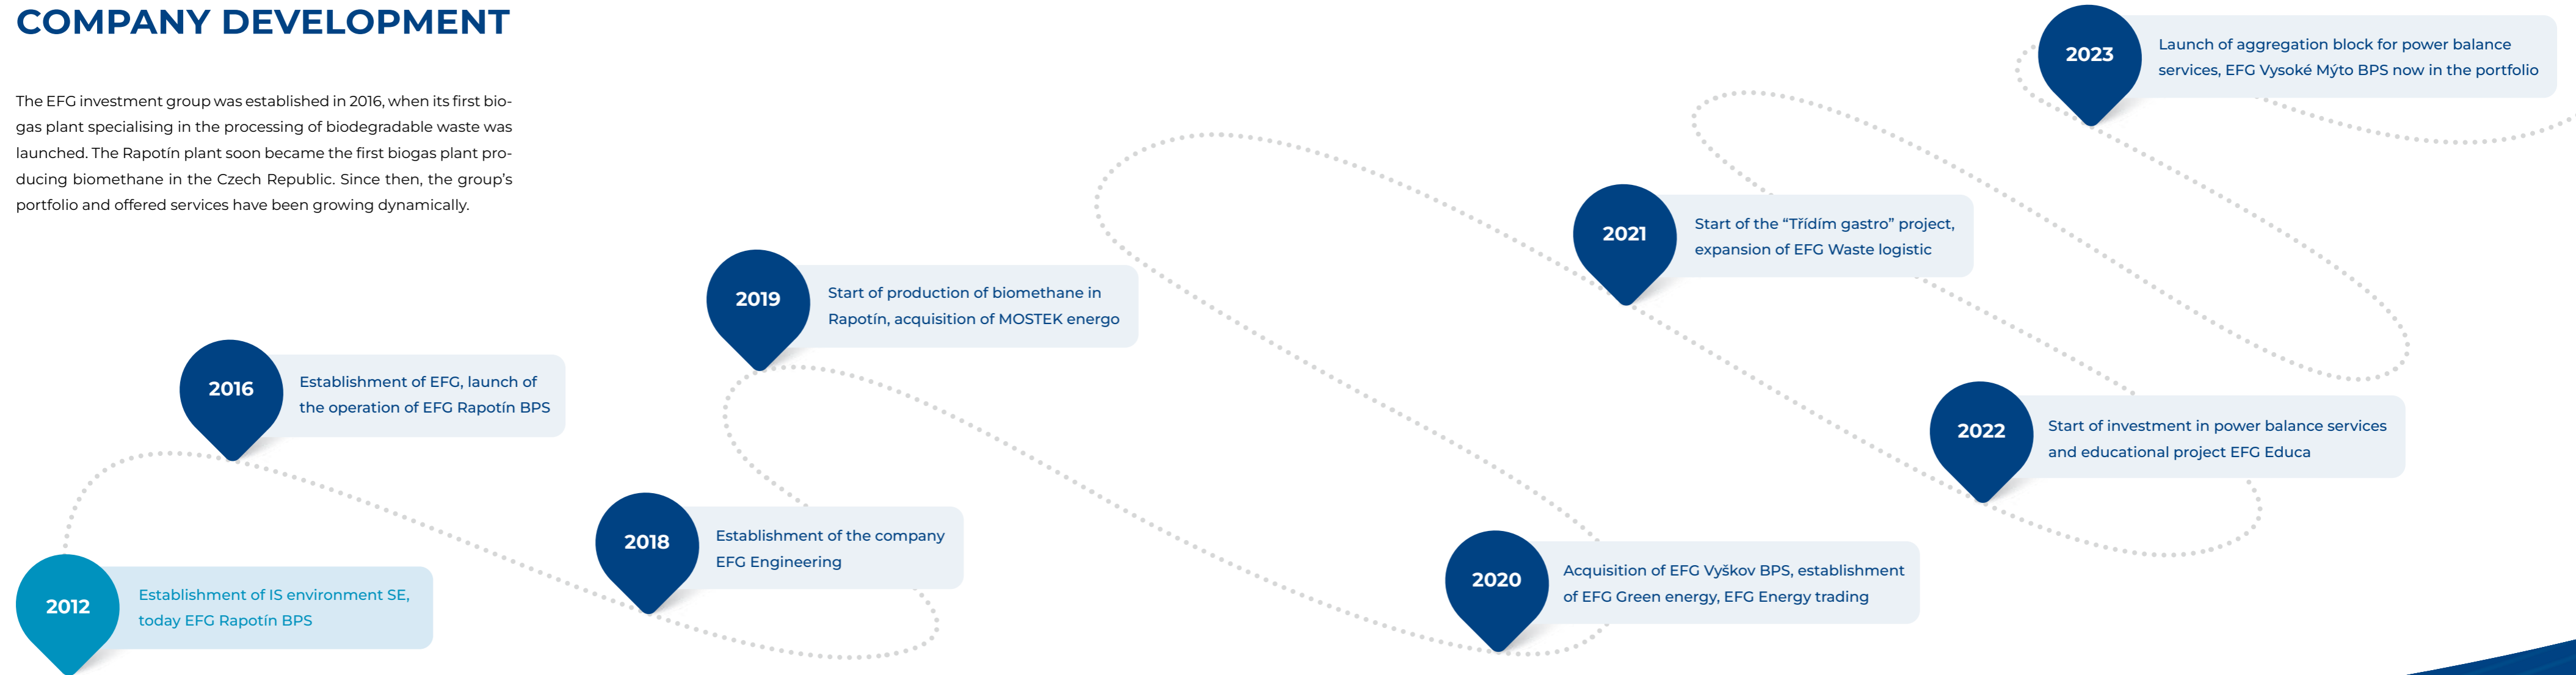 COMPANY DEVELOPMENT
The EFG investment group was established in 2016, when its first bio-
gas plant specialising in the processing of biodegradable waste was
launched. The Rapotín plant soon became the first biogas plant pro-
ducing biomethane in the Czech Republic. Since then, the group's
portfolio and offered services have been growing dynamically.
2012
Establishment of IS environment SE,
today EFG Rapotín BPS
2016
Establishment of EFG, launch of
the operation of EFG Rapotín BPS
2018
Establishment of the company
EFG Engineering
2019
Start of production of biomethane in
Rapotín, acquisition of MOSTEK energo
2020
Acquisition of EFG Vyškov BPS, establishment
of EFG Green energy, EFG Energy trading
2021
Start of the “Třídím gastro” project,
expansion of EFG Waste logistic
2022
Start of investment in power balance services
and educational project EFG Educa
2023
Launch of aggregation block for power balance
services, EFG Vysoké Mýto BPS now in the portfolio